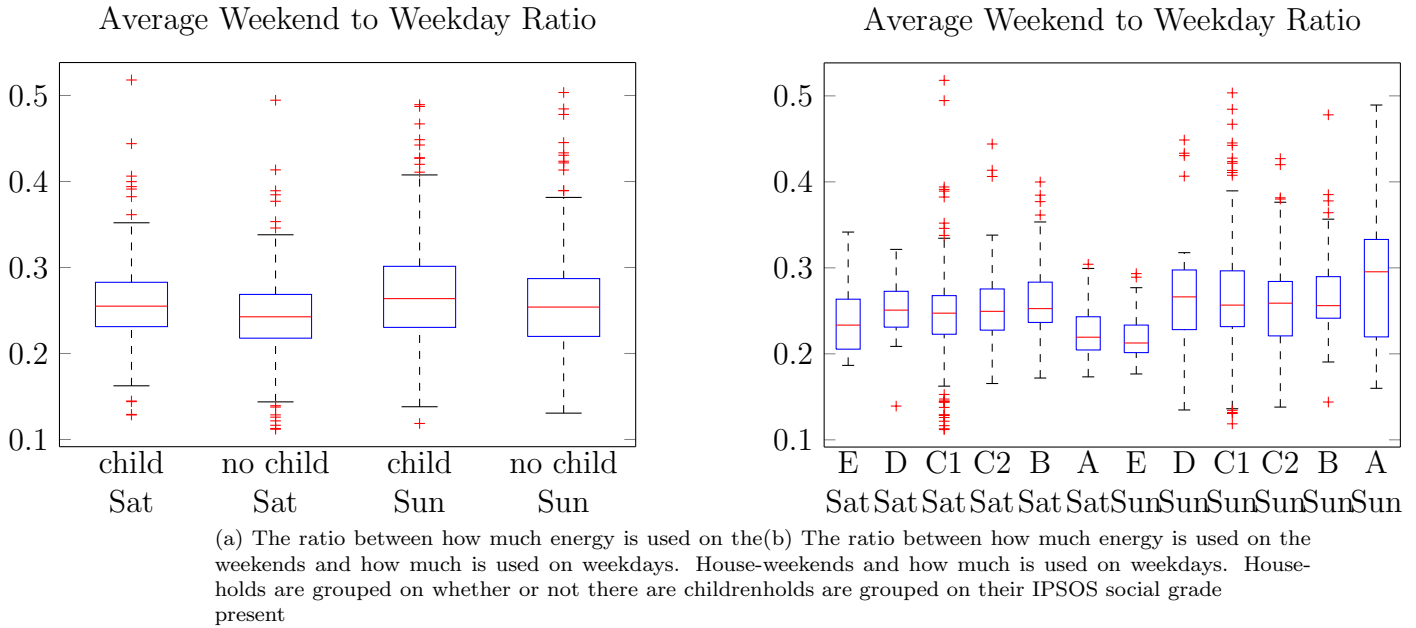 Average Weekend to Weekday Ratio
0.5
0.4
0.3
0.2
0.1
child no child child no child
Sat Sat Sun Sun
(a) The ratio between how much energy is used on the
weekends and how much is used on weekdays. House-
holds are grouped on whether or not there are children
present
Average Weekend to Weekday Ratio
0.5
0.4
0.3
0.2
0.1
E D C1 C2 B A E D C1 C2 B A
Sat Sat Sat Sat Sat Sat Sun Sun Sun Sun Sun Sun
(b) The ratio between how much energy is used on the
weekends and how much is used on weekdays. House-
holds are grouped on their IPSOS social grade